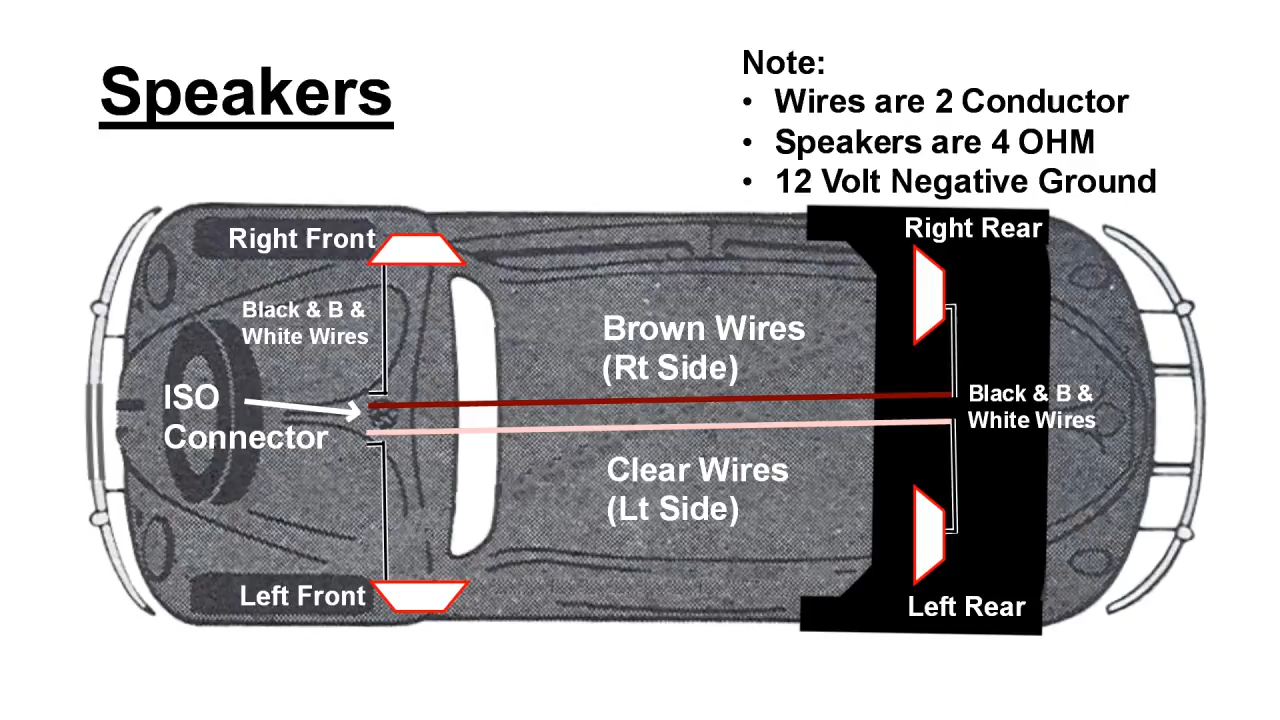 Speakers
Note:
• Wires are 2 Conductor
• Speakers are 4 OHM
• 12 Volt Negative Ground
Right Front
Right Rear
Black & B &
White Wires
Brown Wires
(Rt Side)
ISO
Connector
Black & B &
White Wires
Clear Wires
(Lt Side)
Left Front
Left Rear